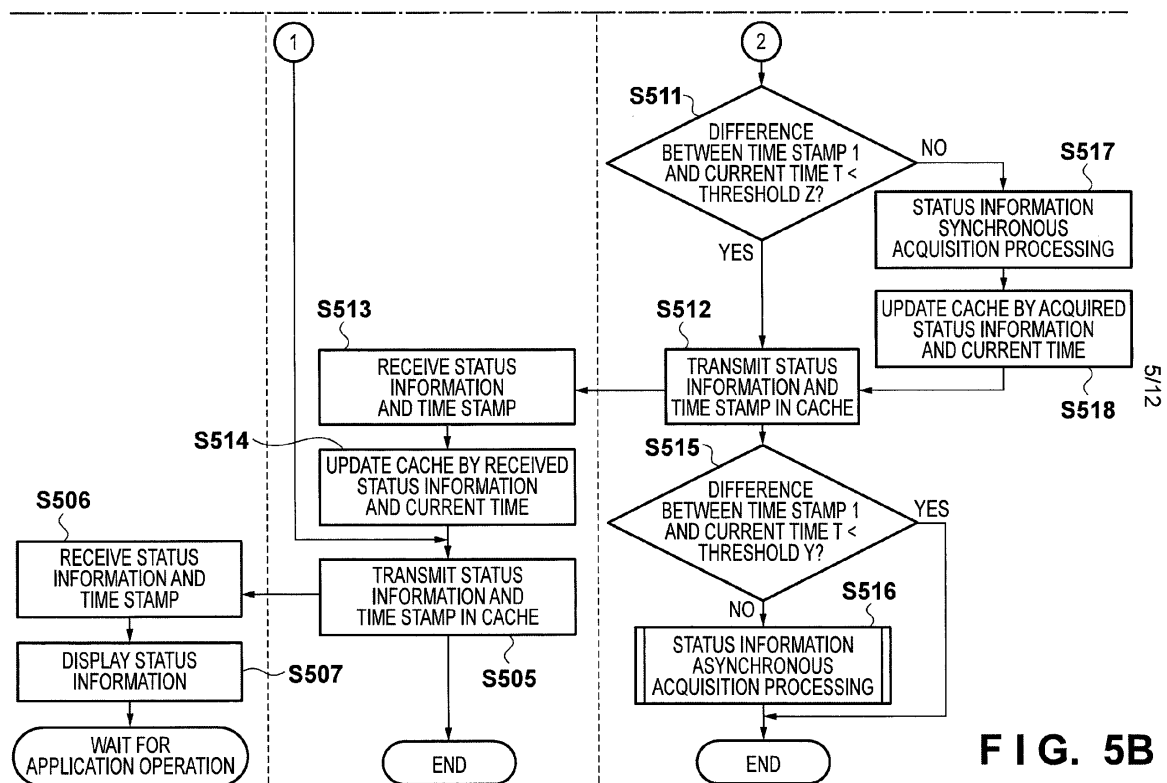 1
2
S511
DIFFERENCE
BETWEEN TIME STAMP 1
AND CURRENT TIME T <
THRESHOLD Z?
NO
YES
S517
STATUS INFORMATION
SYNCHRONOUS
ACQUISITION PROCESSING
S513
RECEIVE STATUS
INFORMATION
AND TIME STAMP
S512
TRANSMIT STATUS
INFORMATION AND
TIME STAMP IN CACHE
UPDATE CACHE BY ACQUIRED
STATUS INFORMATION
AND CURRENT TIME
S518
5/12
S514
UPDATE CACHE BY RECEIVED
STATUS INFORMATION
AND CURRENT TIME
S515
DIFFERENCE
BETWEEN TIME STAMP 1
AND CURRENT TIME T <
THRESHOLD Y?
YES
NO
S506
RECEIVE STATUS
INFORMATION AND
TIME STAMP
TRANSMIT STATUS
INFORMATION AND
TIME STAMP IN CACHE
S505
S516
STATUS INFORMATION
ASYNCHRONOUS
ACQUISITION PROCESSING
DISPLAY STATUS
INFORMATION
S507
WAIT FOR
APPLICATION OPERATION
END
END
FIG. 5B